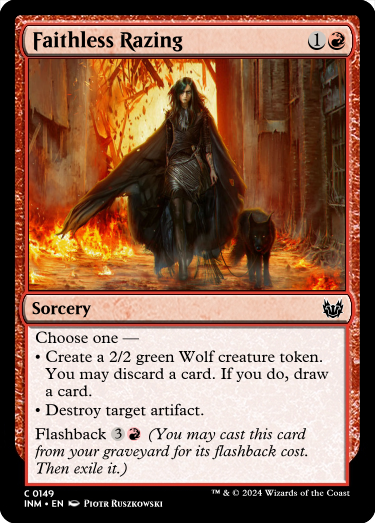 Faithless Razing 1
Sorcery
Choose one —
• Create a 2/2 green Wolf creature token.
You may discard a card. If you do, draw
a card.
• Destroy target artifact.
Flashback 3 (You may cast this card
from your graveyard for its flashback cost.
Then exile it.)
C 0149
INM • EN Piotr Ruszkowski
™ & © 2024 Wizards of the Coast